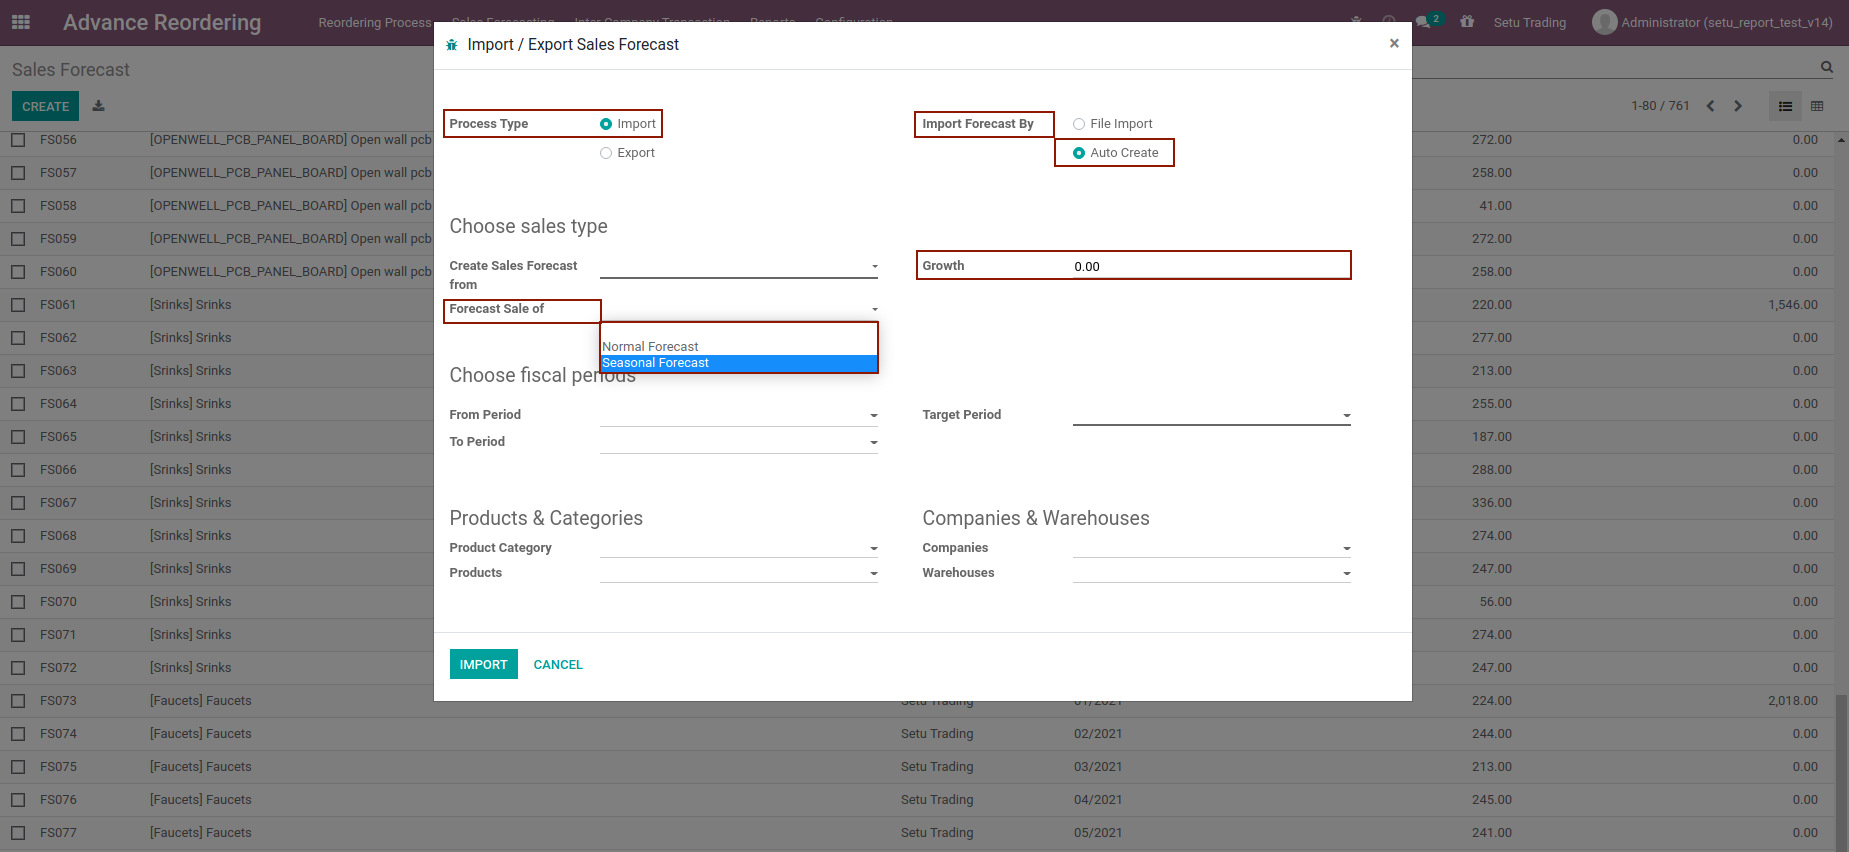 Advance Reordering Reordering Process Sales Forecasting Inter Company Transaction Reports Configuration 2 Setu Trading Administrator (setu_report_test_v14)
Import / Export Sales Forecast ×
Sales Forecast
CREATE 1-80 / 761
Process Type Import Import Forecast By File Import
Export Auto Create
Choose sales type
Create Sales Forecast from Growth 0.00
Forecast Sale of
Normal Forecast
Seasonal Forecast
Choose fiscal periods
From Period Target Period
To Period
Products & Categories Companies & Warehouses
Product Category Companies
Products Warehouses
IMPORT CANCEL
FS056 [OPENWELL_PCB_PANEL_BOARD] Open wall pcb 272.00 0.00
FS057 [OPENWELL_PCB_PANEL_BOARD] Open wall pcb 258.00 0.00
FS058 [OPENWELL_PCB_PANEL_BOARD] Open wall pcb 41.00 0.00
FS059 [OPENWELL_PCB_PANEL_BOARD] Open wall pcb 272.00 0.00
FS060 [OPENWELL_PCB_PANEL_BOARD] Open wall pcb 258.00 0.00
FS061 [Srinks] Srinks 220.00 1,546.00
FS062 [Srinks] Srinks 277.00 0.00
FS063 [Srinks] Srinks 213.00 0.00
FS064 [Srinks] Srinks 255.00 0.00
FS065 [Srinks] Srinks 187.00 0.00
FS066 [Srinks] Srinks 288.00 0.00
FS067 [Srinks] Srinks 336.00 0.00
FS068 [Srinks] Srinks 274.00 0.00
FS069 [Srinks] Srinks 247.00 0.00
FS070 [Srinks] Srinks 56.00 0.00
FS071 [Srinks] Srinks 274.00 0.00
FS072 [Srinks] Srinks 247.00 0.00
FS073 [Faucets] Faucets Setu Trading 01/2021 224.00 2,018.00
FS074 [Faucets] Faucets Setu Trading 02/2021 244.00 0.00
FS075 [Faucets] Faucets Setu Trading 03/2021 213.00 0.00
FS076 [Faucets] Faucets Setu Trading 04/2021 245.00 0.00
FS077 [Faucets] Faucets Setu Trading 05/2021 241.00 0.00